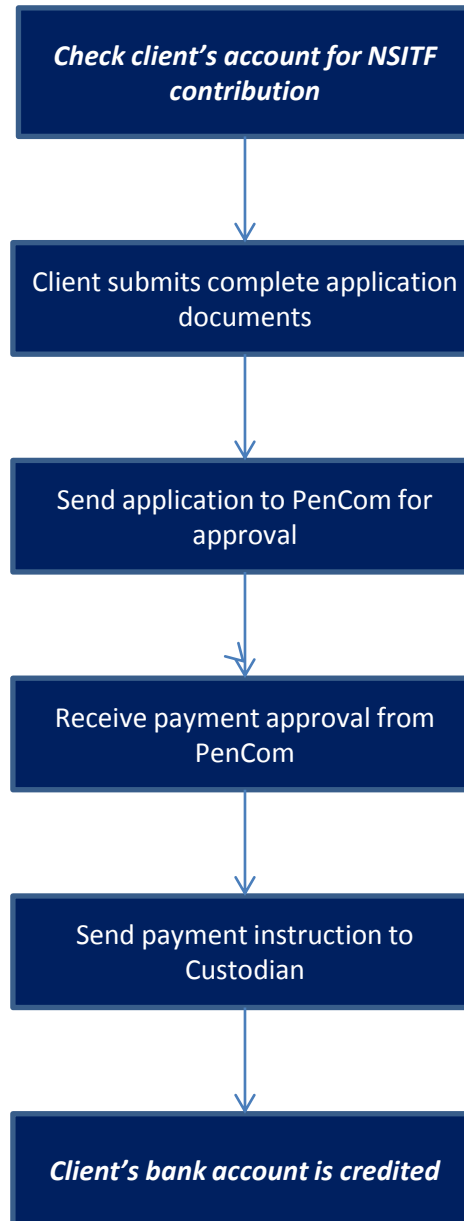 Check client’s account for NSITF
contribution
Client submits complete application
documents
Send application to PenCom for
approval
Receive payment approval from
PenCom
Send payment instruction to
Custodian
Client’s bank account is credited